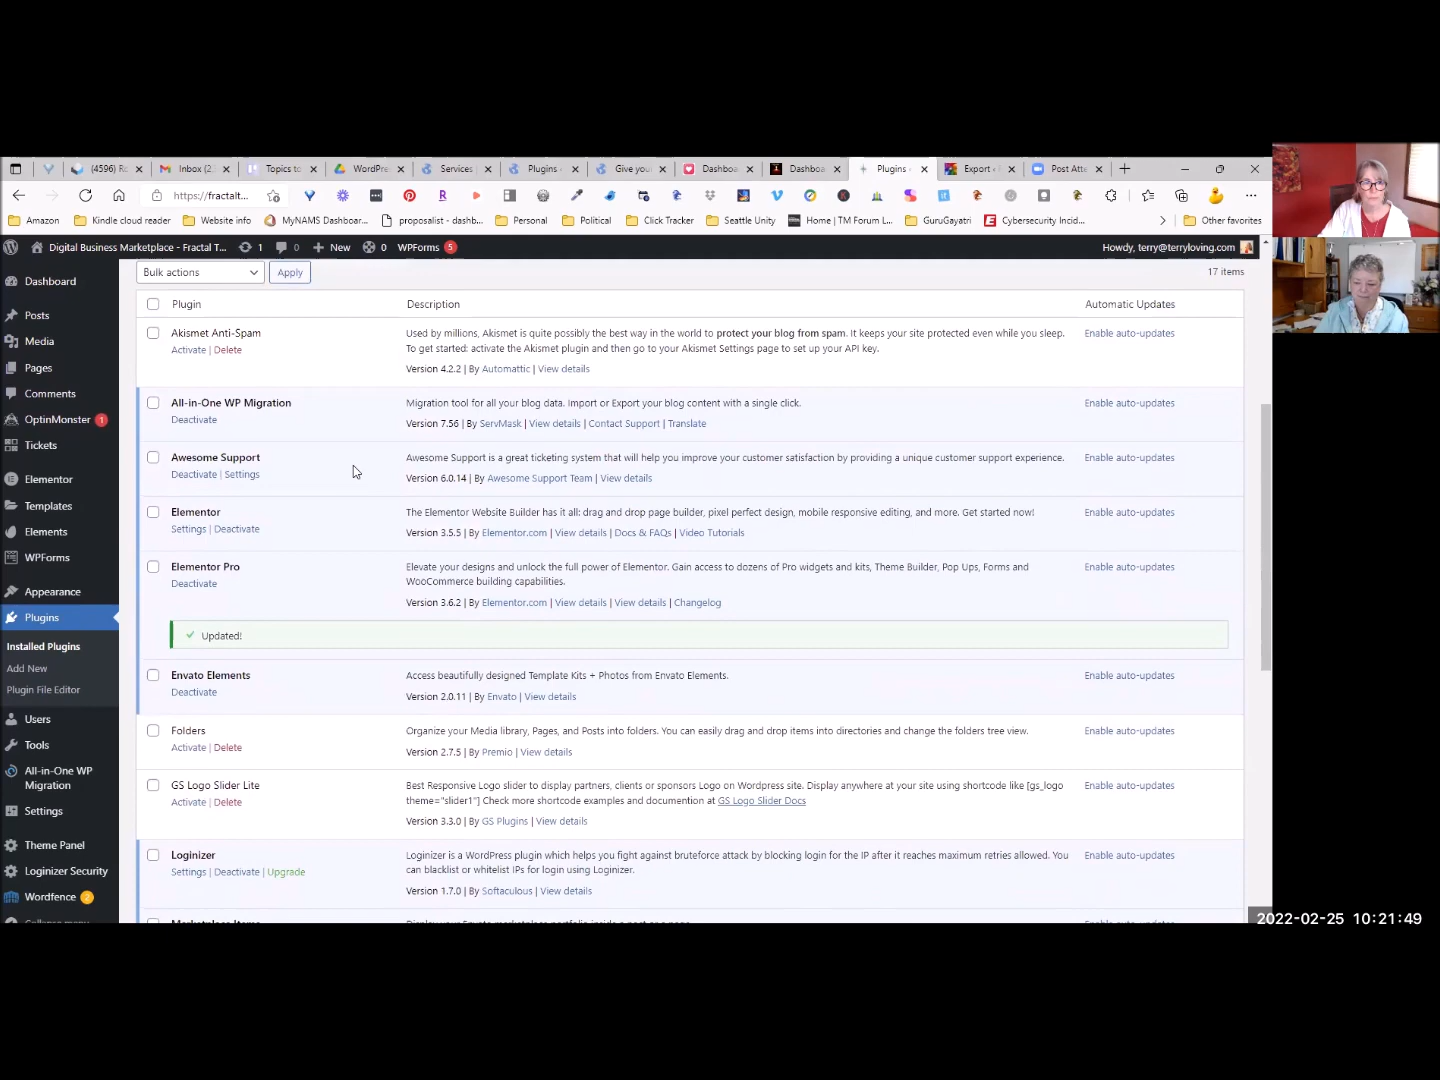 (4596) R
Inbox (2
Topics to
WordPre
Services
Plugins
Give you
Dashboa
Dashboa
Plugins
Export
Post Atte
https://fractalt...
Amazon
Kindle cloud reader
Website info
MyNAMS Dashboar...
proposalist - dashb...
Personal
Political
Click Tracker
Seattle Unity
Home | TM Forum L...
GuruGayatri
Cybersecurity Incid...
Other favorites
Digital Business Marketplace - Fractal T...
1
0
New
0
WPForms
5
Howdy, terry@terryloving.com
Dashboard
Posts
Media
Pages
Comments
OptinMonster 1
Tickets
Elementor
Templates
Elements
WPForms
Appearance
Plugins
Installed Plugins
Add New
Plugin File Editor
Users
Tools
All-in-One WP
Migration
Settings
Theme Panel
Loginizer Security
Wordfence 2
Collapse menu
Bulk actions
Apply
17 items
Plugin
Description
Automatic Updates
Akismet Anti-Spam
Activate | Delete
Used by millions, Akismet is quite possibly the best way in the world to protect your blog from spam. It keeps your site protected even while you sleep.
To get started: activate the Akismet plugin and then go to your Akismet Settings page to set up your API key.
Version 4.2.2 | By Automattic | View details
Enable auto-updates
All-in-One WP Migration
Deactivate
Migration tool for all your blog data. Import or Export your blog content with a single click.
Version 7.56 | By ServMask | View details | Contact Support | Translate
Enable auto-updates
Awesome Support
Deactivate | Settings
Awesome Support is a great ticketing system that will help you improve your customer satisfaction by providing a unique customer support experience.
Version 6.0.14 | By Awesome Support Team | View details
Enable auto-updates
Elementor
Settings | Deactivate
The Elementor Website Builder has it all: drag and drop page builder, pixel perfect design, mobile responsive editing, and more. Get started now!
Version 3.5.5 | By Elementor.com | View details | Docs & FAQs | Video Tutorials
Enable auto-updates
Elementor Pro
Deactivate
Elevate your designs and unlock the full power of Elementor. Gain access to dozens of Pro widgets and kits, Theme Builder, Pop Ups, Forms and
WooCommerce building capabilities.
Version 3.6.2 | By Elementor.com | View details | View details | Changelog
Enable auto-updates
Updated!
Envato Elements
Deactivate
Access beautifully designed Template Kits + Photos from Envato Elements.
Version 2.0.11 | By Envato | View details
Enable auto-updates
Folders
Activate | Delete
Organize your Media library, Pages, and Posts into folders. You can easily drag and drop items into directories and change the folders tree view.
Version 2.7.5 | By Premio | View details
Enable auto-updates
GS Logo Slider Lite
Activate | Delete
Best Responsive Logo slider to display partners, clients or sponsors Logo on Wordpress site. Display anywhere at your site using shortcode like [gs_logo
theme="slider1"] Check more shortcode examples and documention at GS Logo Slider Docs
Version 3.3.0 | By GS Plugins | View details
Enable auto-updates
Loginizer
Settings | Deactivate | Upgrade
Loginizer is a WordPress plugin which helps you fight against bruteforce attack by blocking login for the IP after it reaches maximum retries allowed. You
can blacklist or whitelist IPs for login using Loginizer.
Version 1.7.0 | By Softaculous | View details
Enable auto-updates
2022-02-25 10:21:49